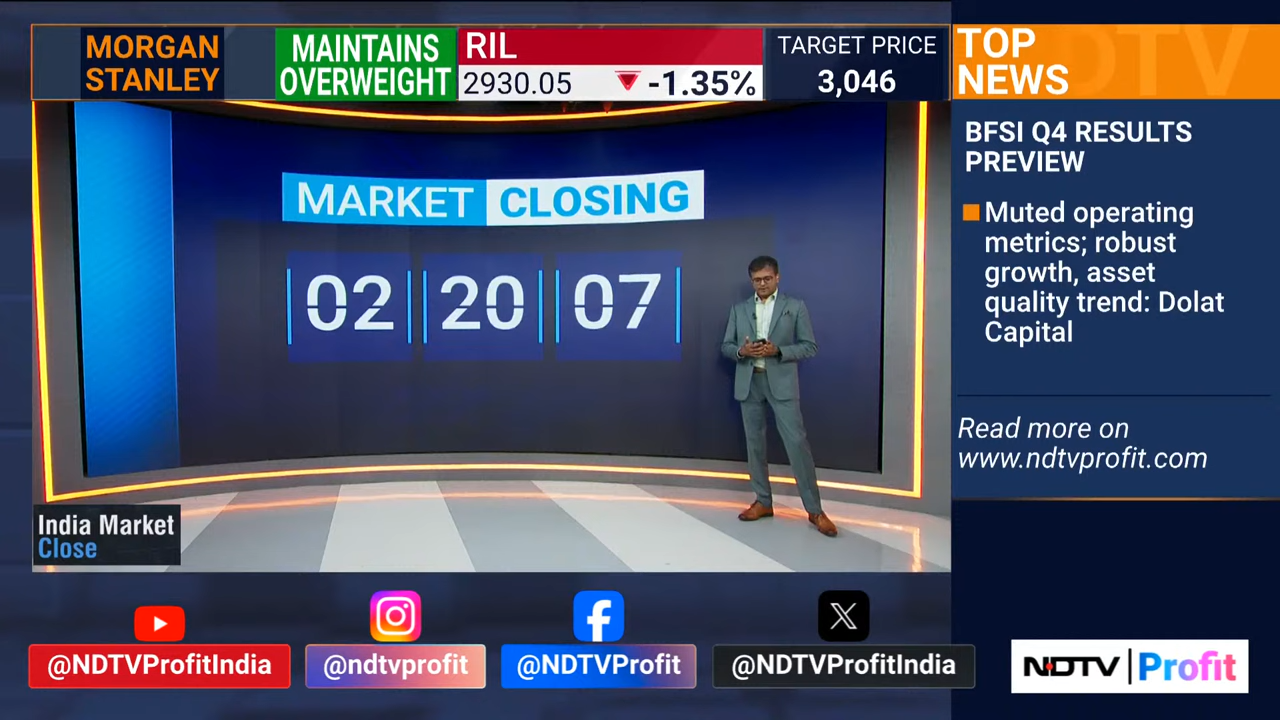 MORGAN
STANLEY
MAINTAINS
OVERWEIGHT
RIL
2930.05 ▼ -1.35%
TARGET PRICE
3,046
TOP
NEWS
NDTV
BFSI Q4 RESULTS
PREVIEW
Muted operating
metrics; robust
growth, asset
quality trend: Dolat
Capital
Read more on
www.ndtvprofit.com
MARKET CLOSING
02 20 07
India Market
Close
@NDTVProfitIndia
@ndtvprofit
@NDTVProfit
@NDTVProfitIndia
NDTV Profit